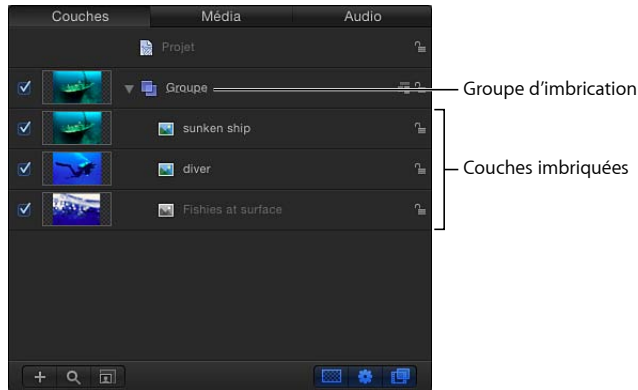 Couches Média Audio
Projet
Groupe
Groupe d’imbrication
sunken ship
diver
Couches imbriquées
Fishies at surface